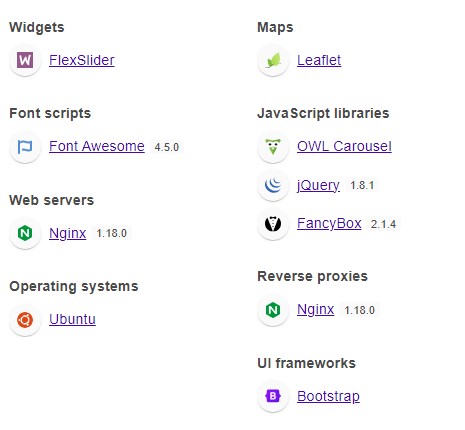 Widgets
FlexSlider
Font scripts
Font Awesome 4.5.0
Web servers
Nginx 1.18.0
Operating systems
Ubuntu
Maps
Leaflet
JavaScript libraries
OWL Carousel
jQuery 1.8.1
FancyBox 2.1.4
Reverse proxies
Nginx 1.18.0
UI frameworks
Bootstrap